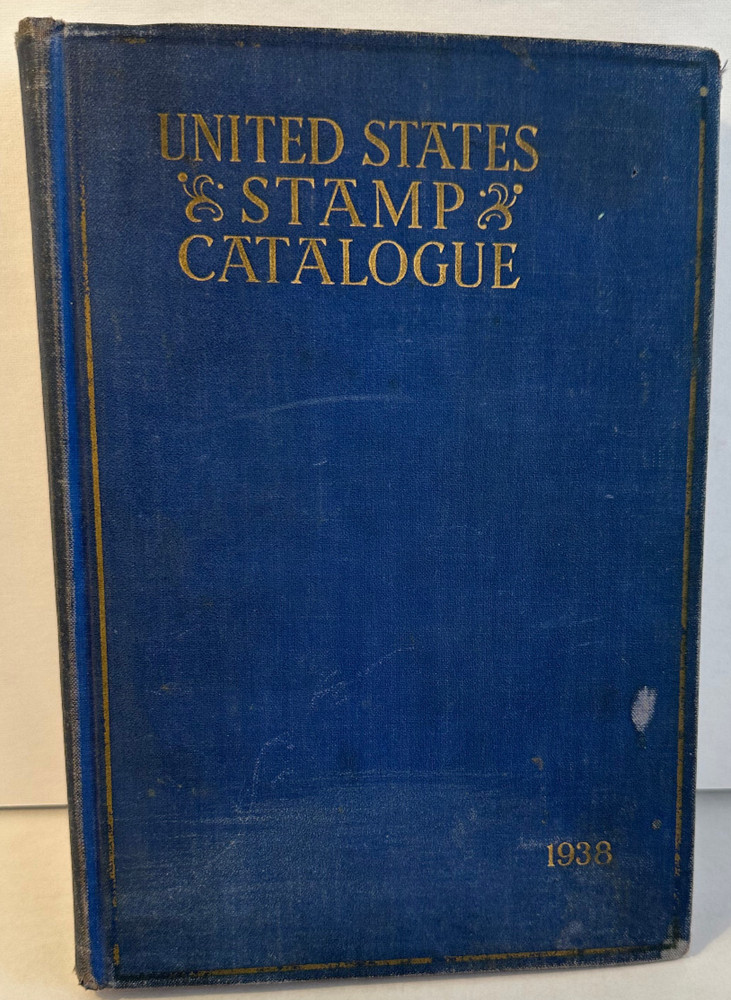 UNITED STATES
STAMP
CATALOGUE
1938